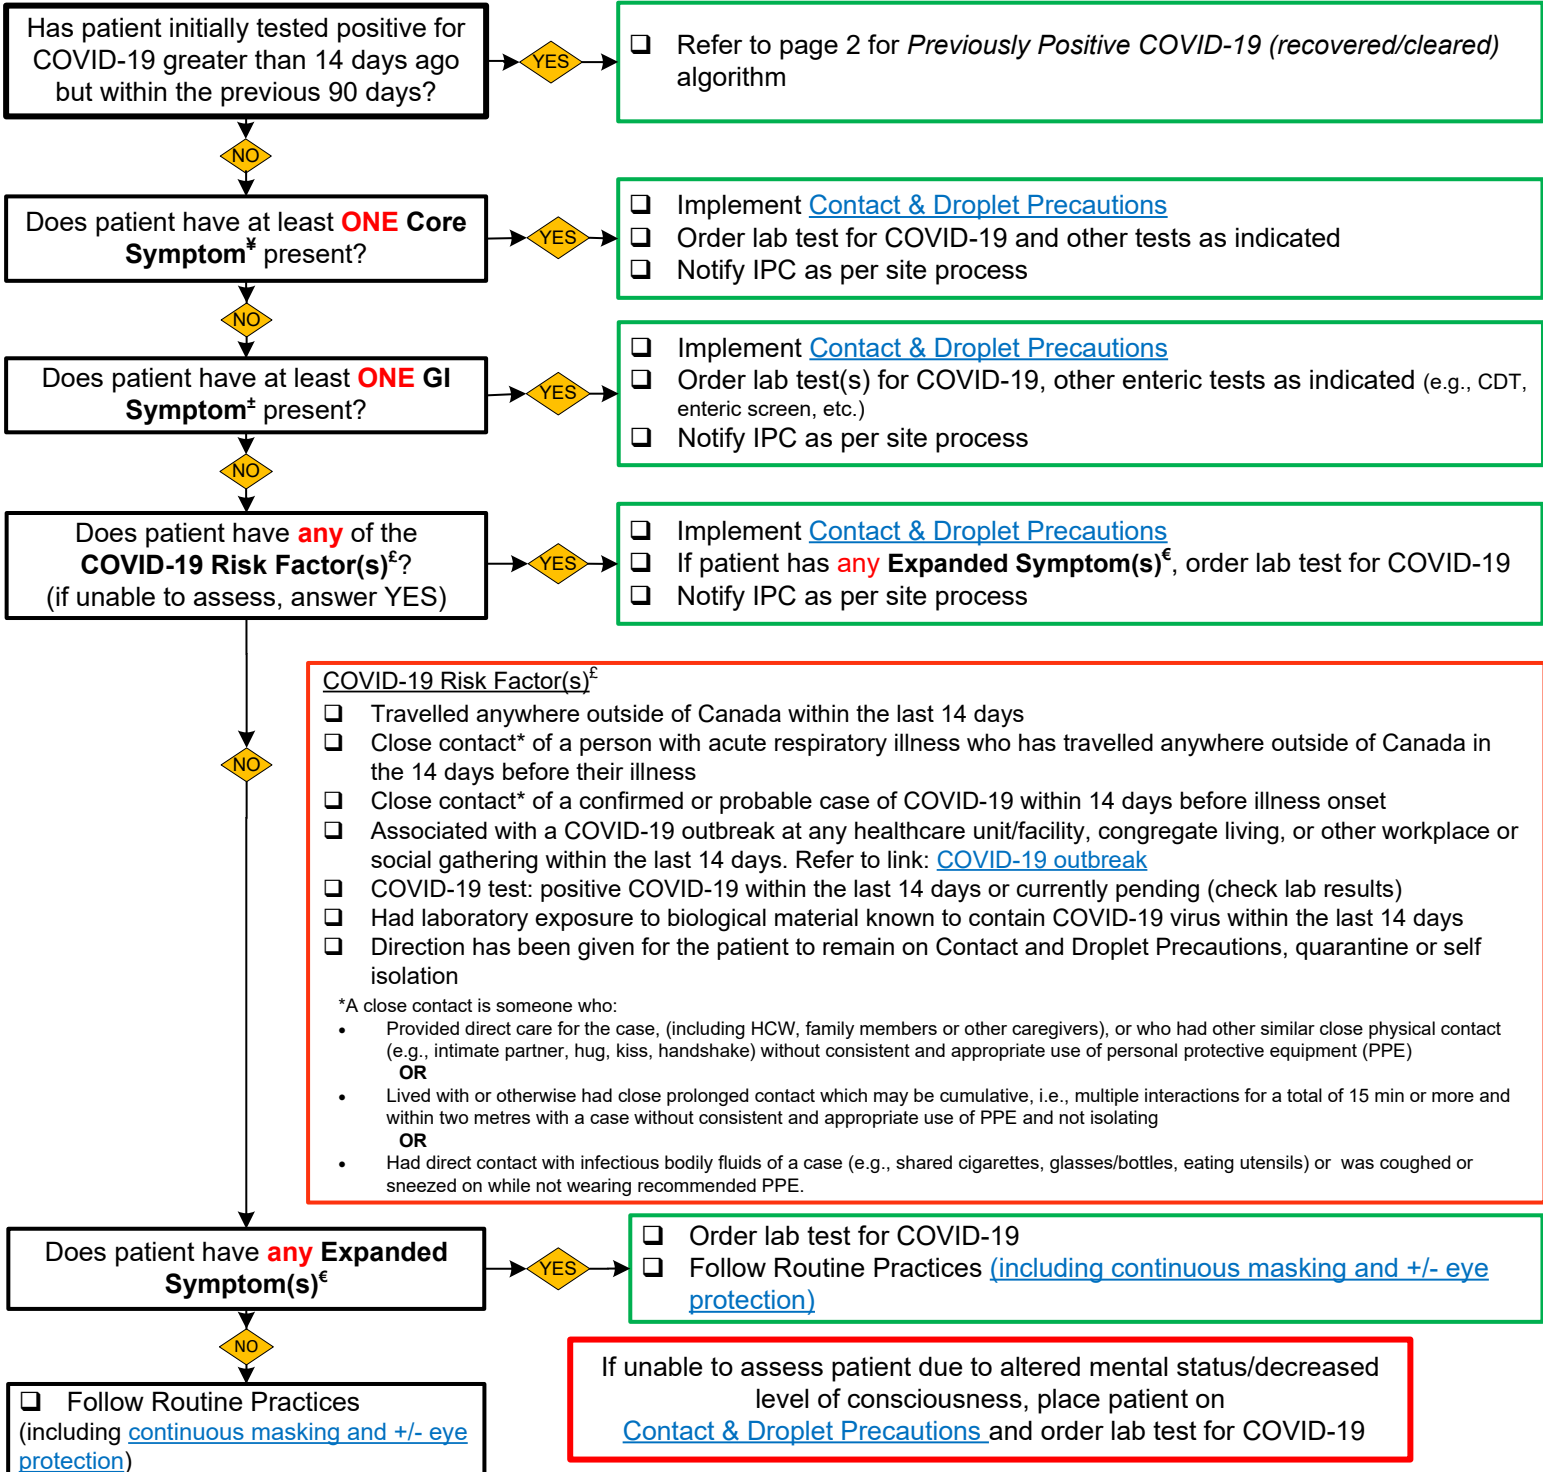 Has patient initially tested positive for
COVID-19 greater than 14 days ago
but within the previous 90 days?
YES
❑ Refer to page 2 for Previously Positive COVID-19 (recovered/cleared)
algorithm
NO
Does patient have at least ONE Core
Symptom¥ present?
YES
❑ Implement Contact & Droplet Precautions
❑ Order lab test for COVID-19 and other tests as indicated
❑ Notify IPC as per site process
NO
Does patient have at least ONE GI
Symptom± present?
YES
❑ Implement Contact & Droplet Precautions
❑ Order lab test(s) for COVID-19, other enteric tests as indicated (e.g., CDT,
enteric screen, etc.)
❑ Notify IPC as per site process
NO
Does patient have any of the
COVID-19 Risk Factor(s)£?
(if unable to assess, answer YES)
YES
❑ Implement Contact & Droplet Precautions
❑ If patient has any Expanded Symptom(s)€, order lab test for COVID-19
❑ Notify IPC as per site process
NO
COVID-19 Risk Factor(s)£
❑ Travelled anywhere outside of Canada within the last 14 days
❑ Close contact* of a person with acute respiratory illness who has travelled anywhere outside of Canada in
the 14 days before their illness
❑ Close contact* of a confirmed or probable case of COVID-19 within 14 days before illness onset
❑ Associated with a COVID-19 outbreak at any healthcare unit/facility, congregate living, or other workplace or
social gathering within the last 14 days. Refer to link: COVID-19 outbreak
❑ COVID-19 test: positive COVID-19 within the last 14 days or currently pending (check lab results)
❑ Had laboratory exposure to biological material known to contain COVID-19 virus within the last 14 days
❑ Direction has been given for the patient to remain on Contact and Droplet Precautions, quarantine or self
isolation
*A close contact is someone who:
• Provided direct care for the case, (including HCW, family members or other caregivers), or who had other similar close physical contact
(e.g., intimate partner, hug, kiss, handshake) without consistent and appropriate use of personal protective equipment (PPE)
OR
• Lived with or otherwise had close prolonged contact which may be cumulative, i.e., multiple interactions for a total of 15 min or more and
within two metres with a case without consistent and appropriate use of PPE and not isolating
OR
• Had direct contact with infectious bodily fluids of a case (e.g., shared cigarettes, glasses/bottles, eating utensils) or was coughed or
sneezed on while not wearing recommended PPE.
Does patient have any Expanded
Symptom(s)€
YES
❑ Order lab test for COVID-19
❑ Follow Routine Practices (including continuous masking and +/- eye
protection)
NO
❑ Follow Routine Practices
(including continuous masking and +/- eye
protection)
If unable to assess patient due to altered mental status/decreased
level of consciousness, place patient on
Contact & Droplet Precautions and order lab test for COVID-19